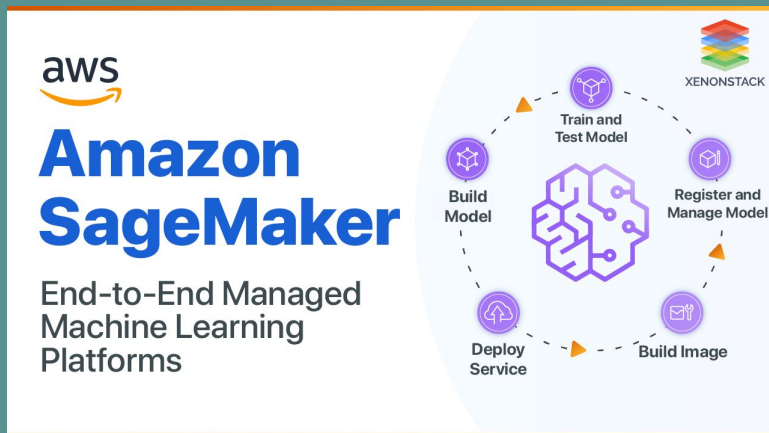 aws
Amazon
SageMaker
End-to-End Managed
Machine Learning
Platforms
XENONSTACK
Train and
Test Model
Build
Model
Register and
Manage Model
Deploy
Service
Build Image